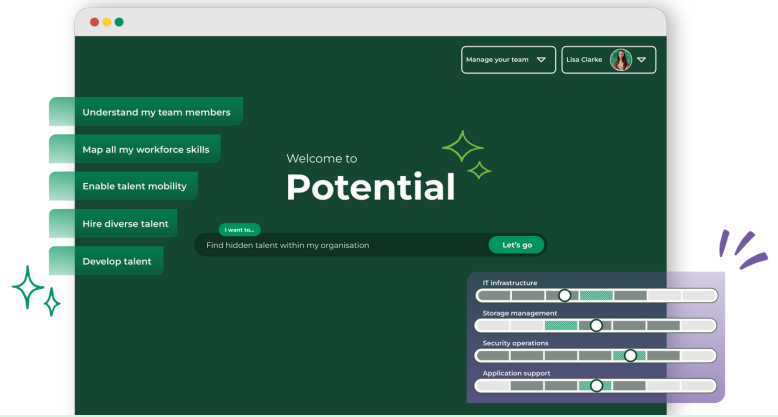 Manage your team
Lisa Clarke
Understand my team members
Map all my workforce skills
Enable talent mobility
Hire diverse talent
Develop talent
Welcome to
Potential
I want to...
Find hidden talent within my organisation
Let's go
IT infrastructure
Storage management
Security operations
Application support